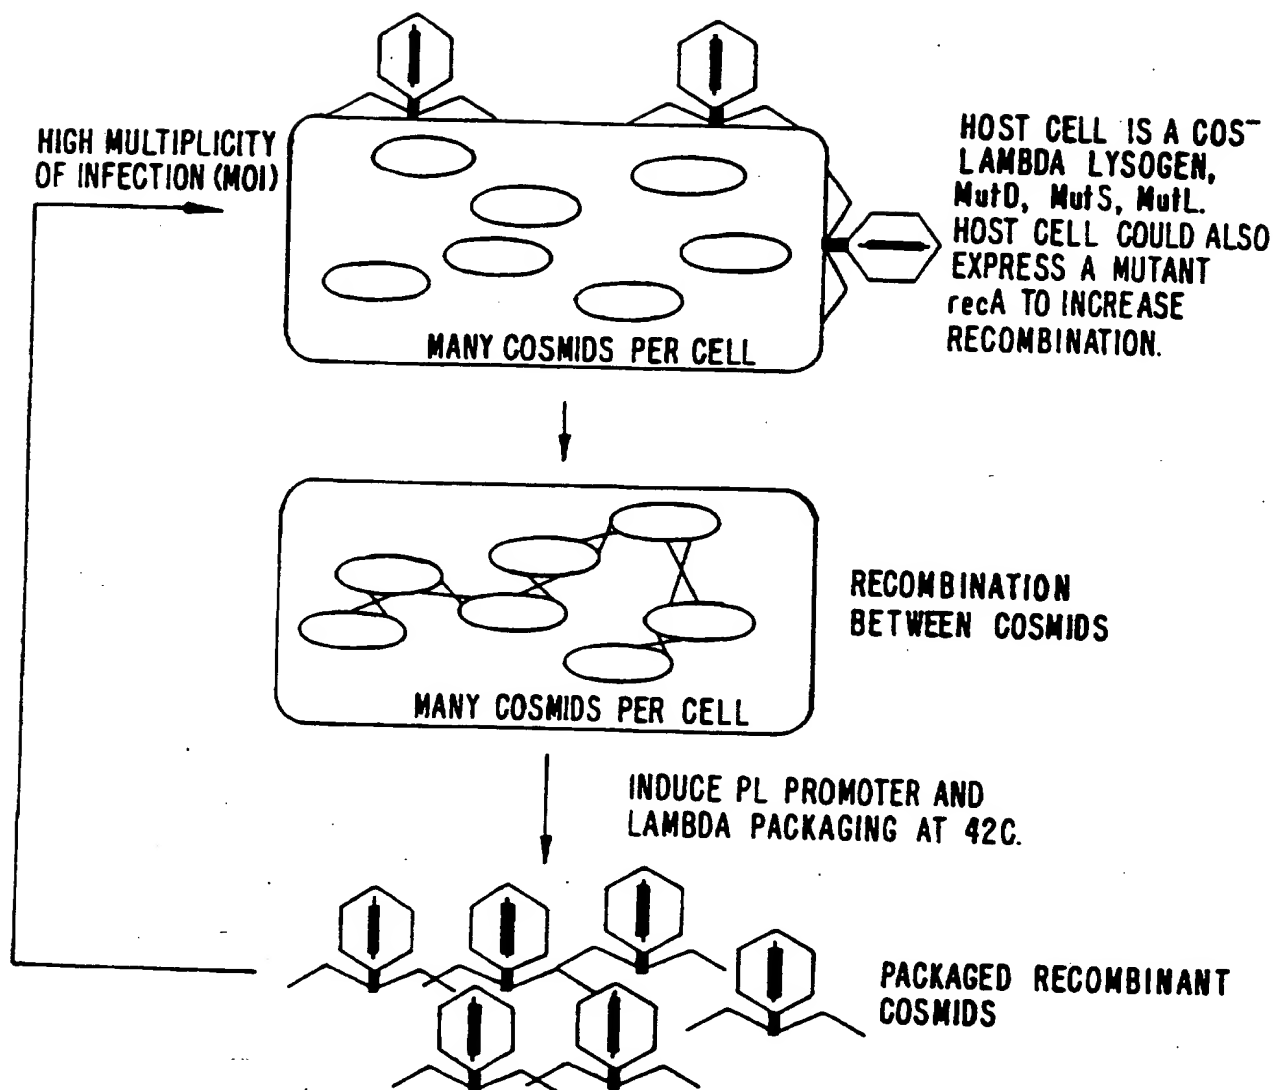 HIGH MULTIPLICITY
OF INFECTION (MOI)
HOST CELL IS A COS⁻
LAMBDA LYSOGEN,
MutD, MutS, MutL.
HOST CELL COULD ALSO
EXPRESS A MUTANT
recA TO INCREASE
RECOMBINATION.
MANY COSMIDS PER CELL
RECOMBINATION
BETWEEN COSMIDS
MANY COSMIDS PER CELL
INDUCE PL PROMOTER AND
LAMBDA PACKAGING AT 42C.
PACKAGED RECOMBINANT
COSMIDS